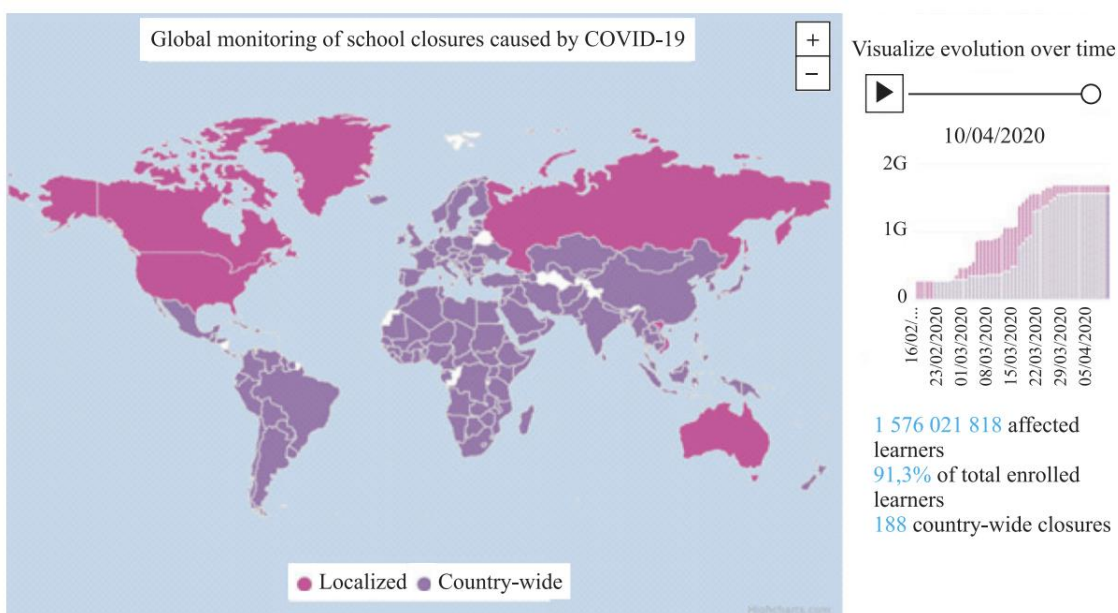 Global monitoring of school closures caused by COVID-19
+
−
Visualize evolution over time
10/04/2020
2G
1G
0
16/02/...
23/02/2020
01/03/2020
08/03/2020
15/03/2020
22/03/2020
29/03/2020
05/04/2020
1 576 021 818 affected
learners
91,3% of total enrolled
learners
188 country-wide closures
Localized
Country-wide
Highcharts.com